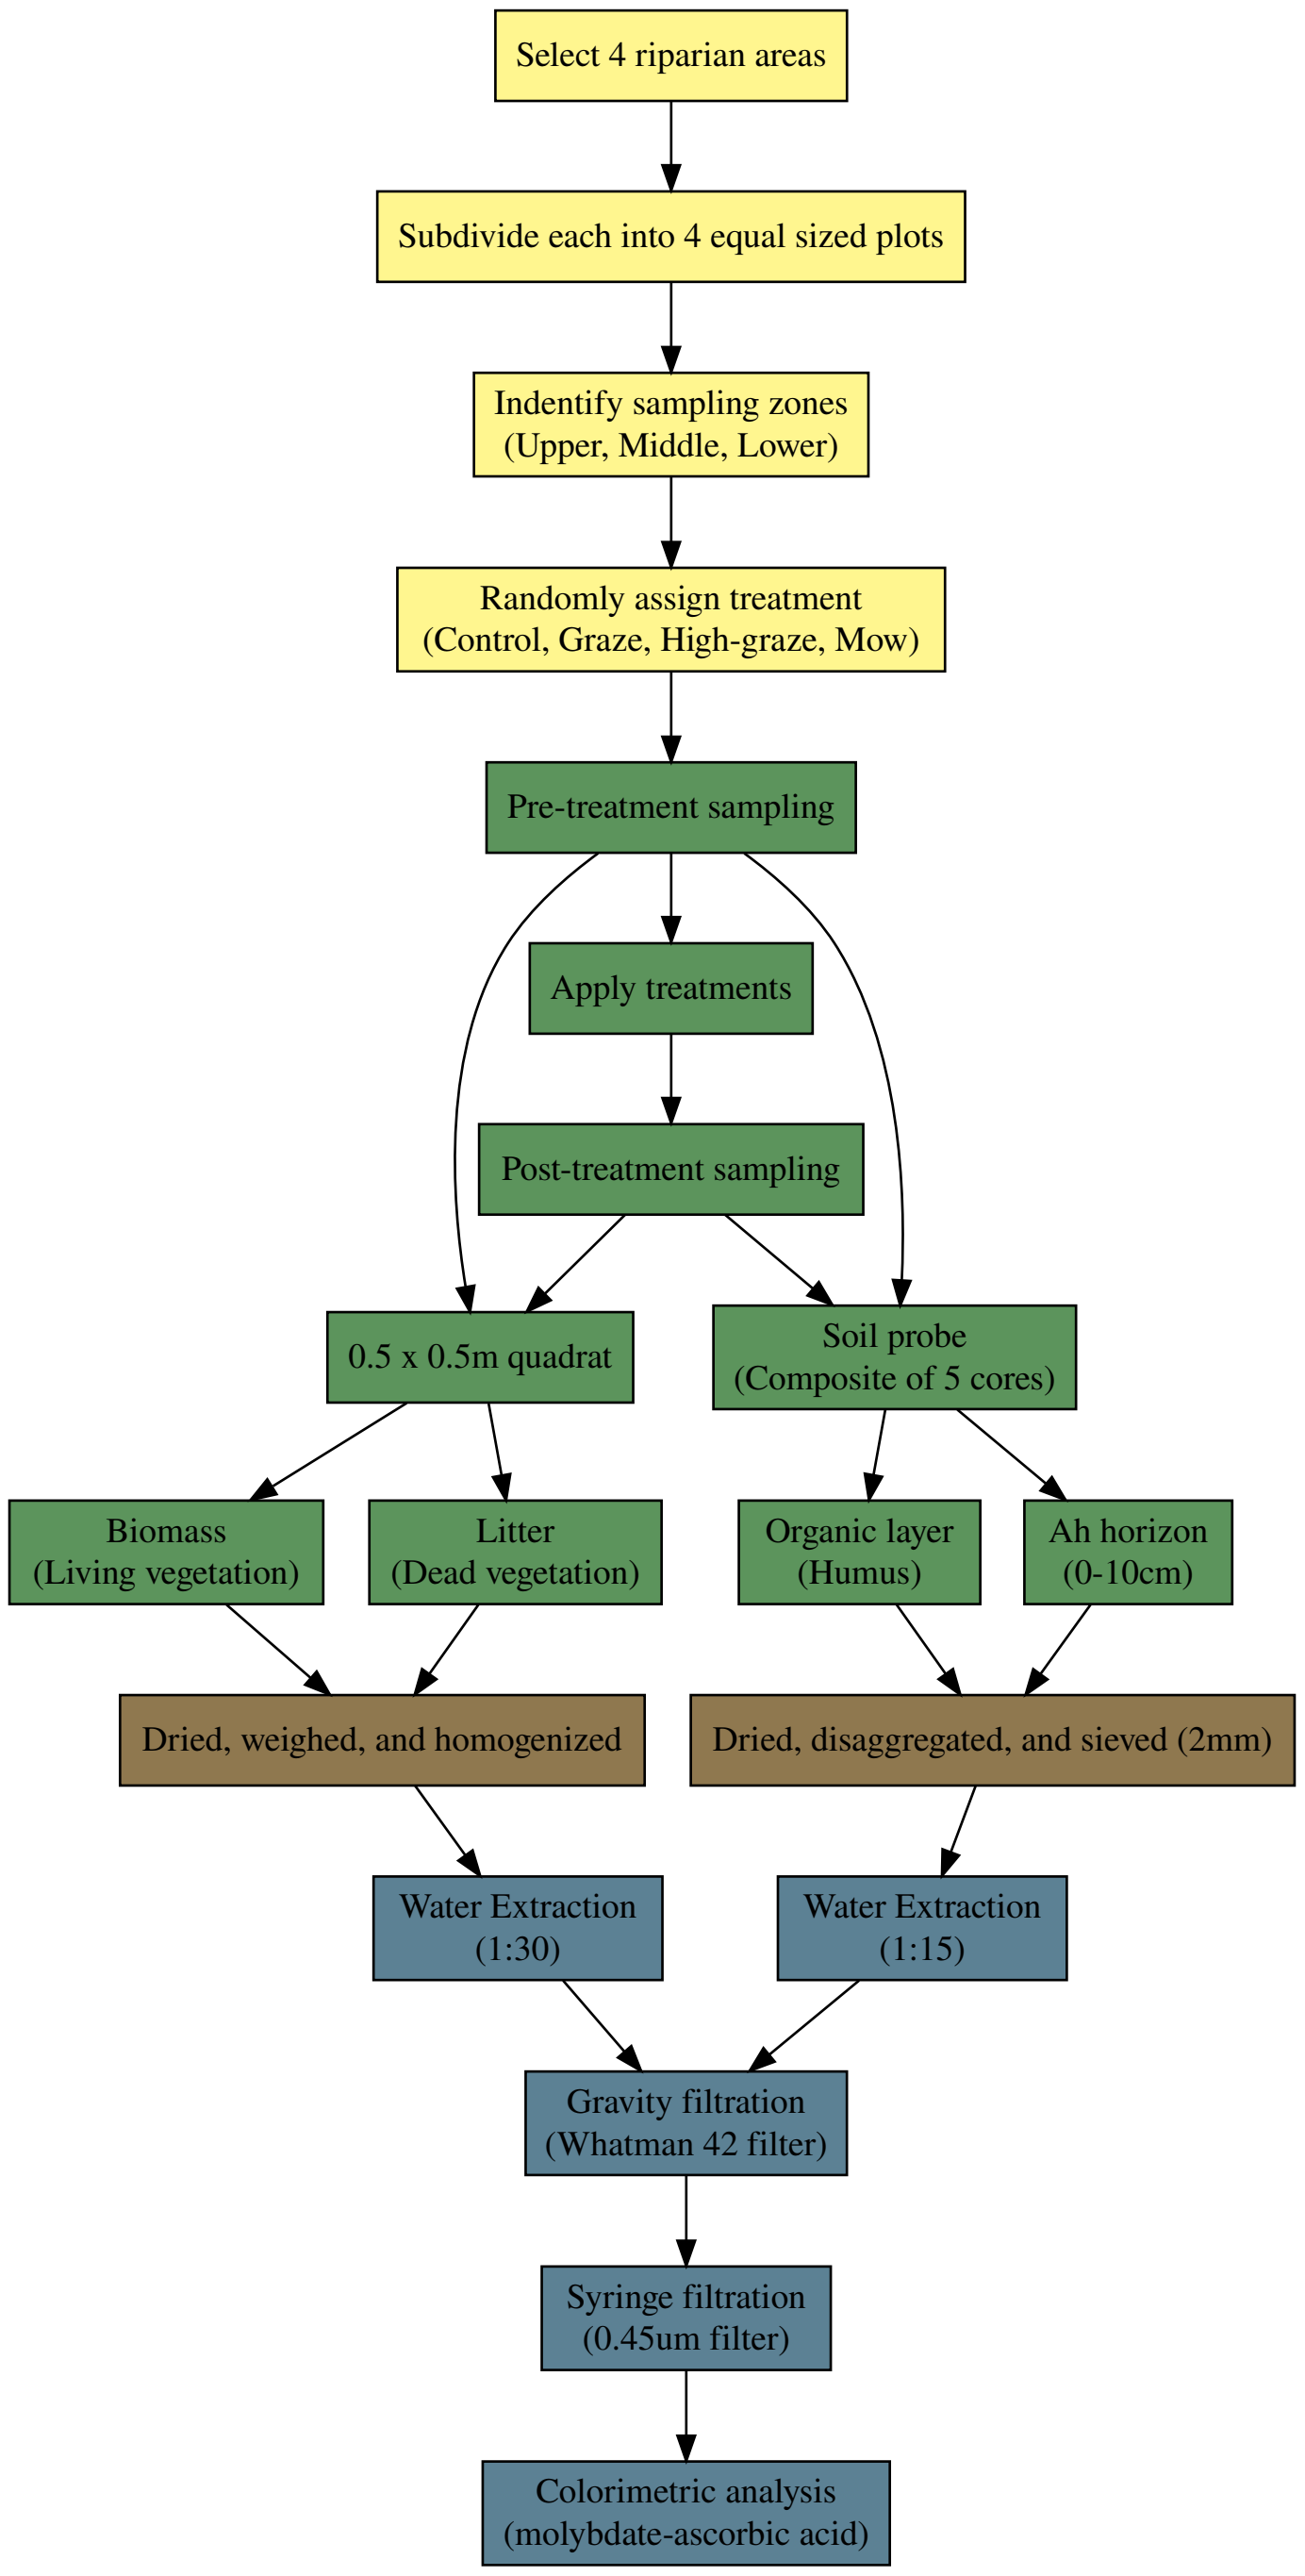 Select 4 riparian areas
Subdivide each into 4 equal sized plots
Indentify sampling zones
(Upper, Middle, Lower)
Randomly assign treatment
(Control, Graze, High-graze, Mow)
Pre-treatment sampling
Apply treatments
Post-treatment sampling
0.5 x 0.5m quadrat
Soil probe
(Composite of 5 cores)
Biomass
(Living vegetation)
Litter
(Dead vegetation)
Organic layer
(Humus)
Ah horizon
(0-10cm)
Dried, weighed, and homogenized
Dried, disaggregated, and sieved (2mm)
Water Extraction
(1:30)
Water Extraction
(1:15)
Gravity filtration
(Whatman 42 filter)
Syringe filtration
(0.45um filter)
Colorimetric analysis
(molybdate-ascorbic acid)